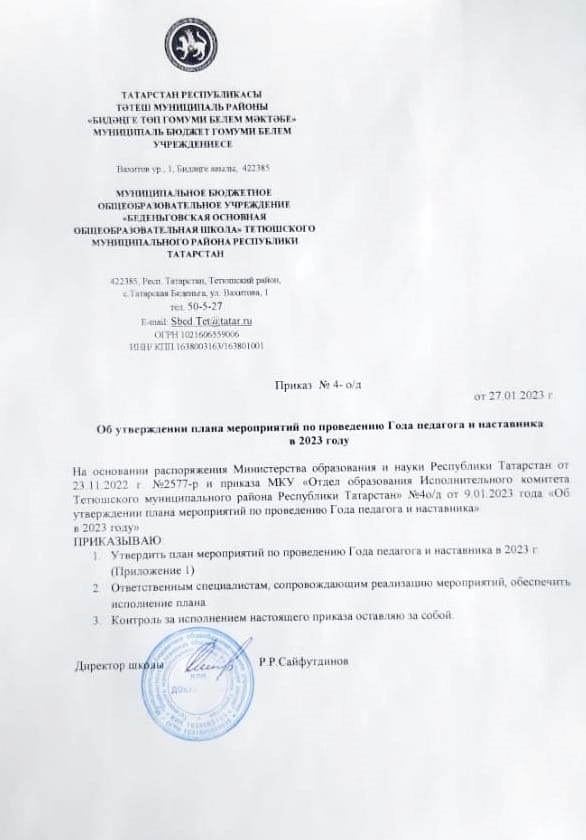 ТАТАРСТАН РЕСПУБЛИКАСЫ
ТӘТЕШ МУНИЦИПАЛЬ РАЙОНЫ
«БИДӘҢГЕ ТӨП ГОМУМИ БЕЛЕМ МӘКТӘБЕ»
МУНИЦИПАЛЬ БЮДЖЕТ ГОМУМИ БЕЛЕМ
УЧРЕЖДЕНИЕСЕ
Вахитов ур., 1, Бидәңге авылы, 422385
МУНИЦИПАЛЬНОЕ БЮДЖЕТНОЕ
ОБЩЕОБРАЗОВАТЕЛЬНОЕ УЧРЕЖДЕНИЕ
«БЕДЕНЬГОВСКАЯ ОСНОВНАЯ
ОБЩЕОБРАЗОВАТЕЛЬНАЯ ШКОЛА» ТЕТЮШСКОГО
МУНИЦИПАЛЬНОГО РАЙОНА РЕСПУБЛИКИ
ТАТАРСТАН
422385, Респ. Татарстан, Тетюшский район,
с.Татарская Беденьга, ул. Вахитова, 1
тел. 50-5-27
E-mail: Sbed.Tet@tatar.ru
ОГРН 1021606559006
ИНН/ КПП 1638003163/163801001
Приказ № 4- о/д
от 27.01.2023 г.
Об утверждении плана мероприятий по проведению Года педагога и наставника
в 2023 году
На основании распоряжения Министерства образования и науки Республики Татарстан от
23.11.2022 г. №2577-р и приказа МКУ «Отдел образования Исполнительного комитета
Тетюшского муниципального района Республики Татарстан» №4о/д от 9.01.2023 года «Об
утверждении плана мероприятий по проведению Года педагога и наставника»
в 2023 году»
ПРИКАЗЫВАЮ:
1. Утвердить план мероприятий по проведению Года педагога и наставника в 2023 г.
(Приложение 1)
2. Ответственным специалистам, сопровождающим реализацию мероприятий, обеспечить
исполнение плана.
3. Контроль за исполнением настоящего приказа оставляю за собой.
Директор школы
Р.Р.Сайфутдинов